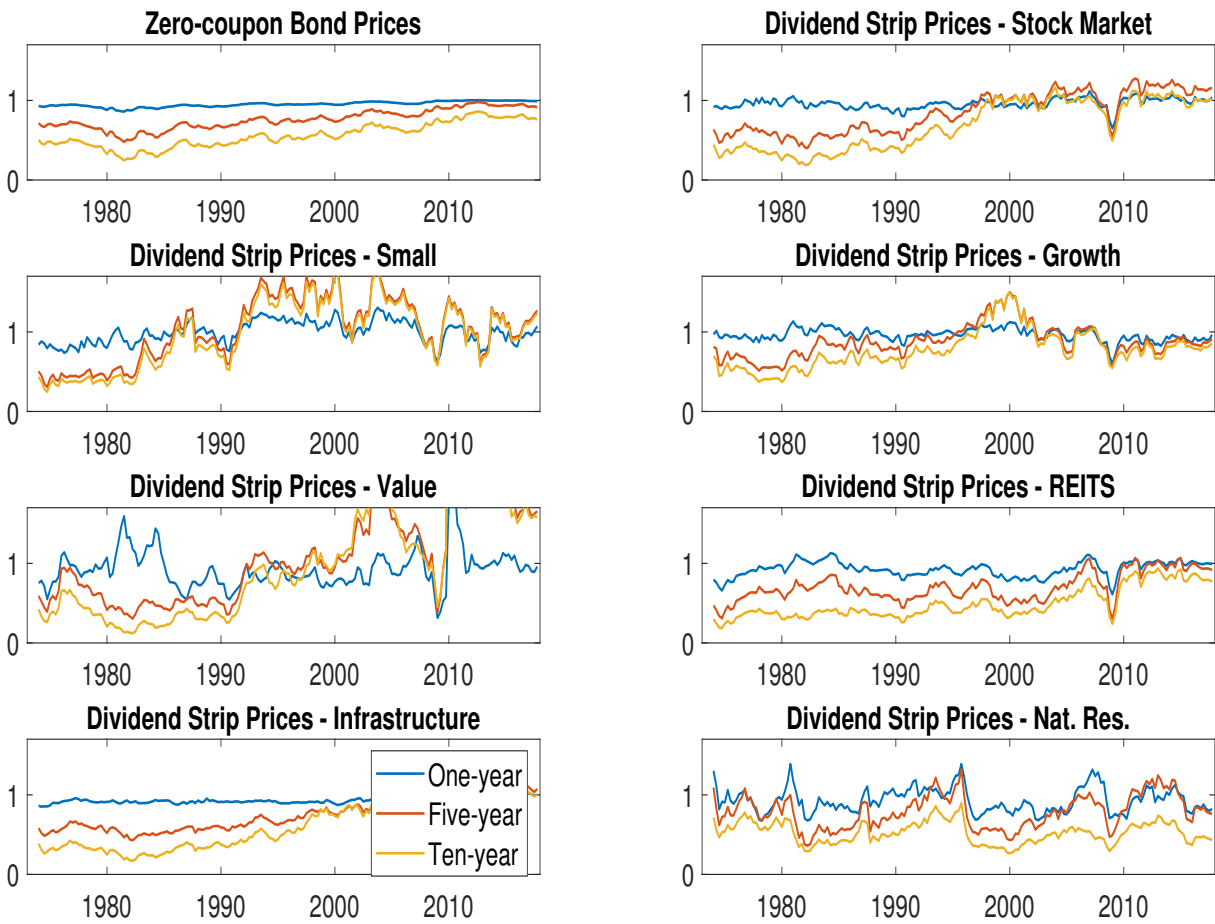 Zero-coupon Bond Prices
1
0
1980 1990 2000 2010
Dividend Strip Prices - Stock Market
1
0
1980 1990 2000 2010
Dividend Strip Prices - Small
1
0
1980 1990 2000 2010
Dividend Strip Prices - Growth
1
0
1980 1990 2000 2010
Dividend Strip Prices - Value
1
0
1980 1990 2000 2010
Dividend Strip Prices - REITS
1
0
1980 1990 2000 2010
Dividend Strip Prices - Infrastructure
1
0
One-year
Five-year
Ten-year
1980 1990 2000 2010
Dividend Strip Prices - Nat. Res.
1
0
1980 1990 2000 2010